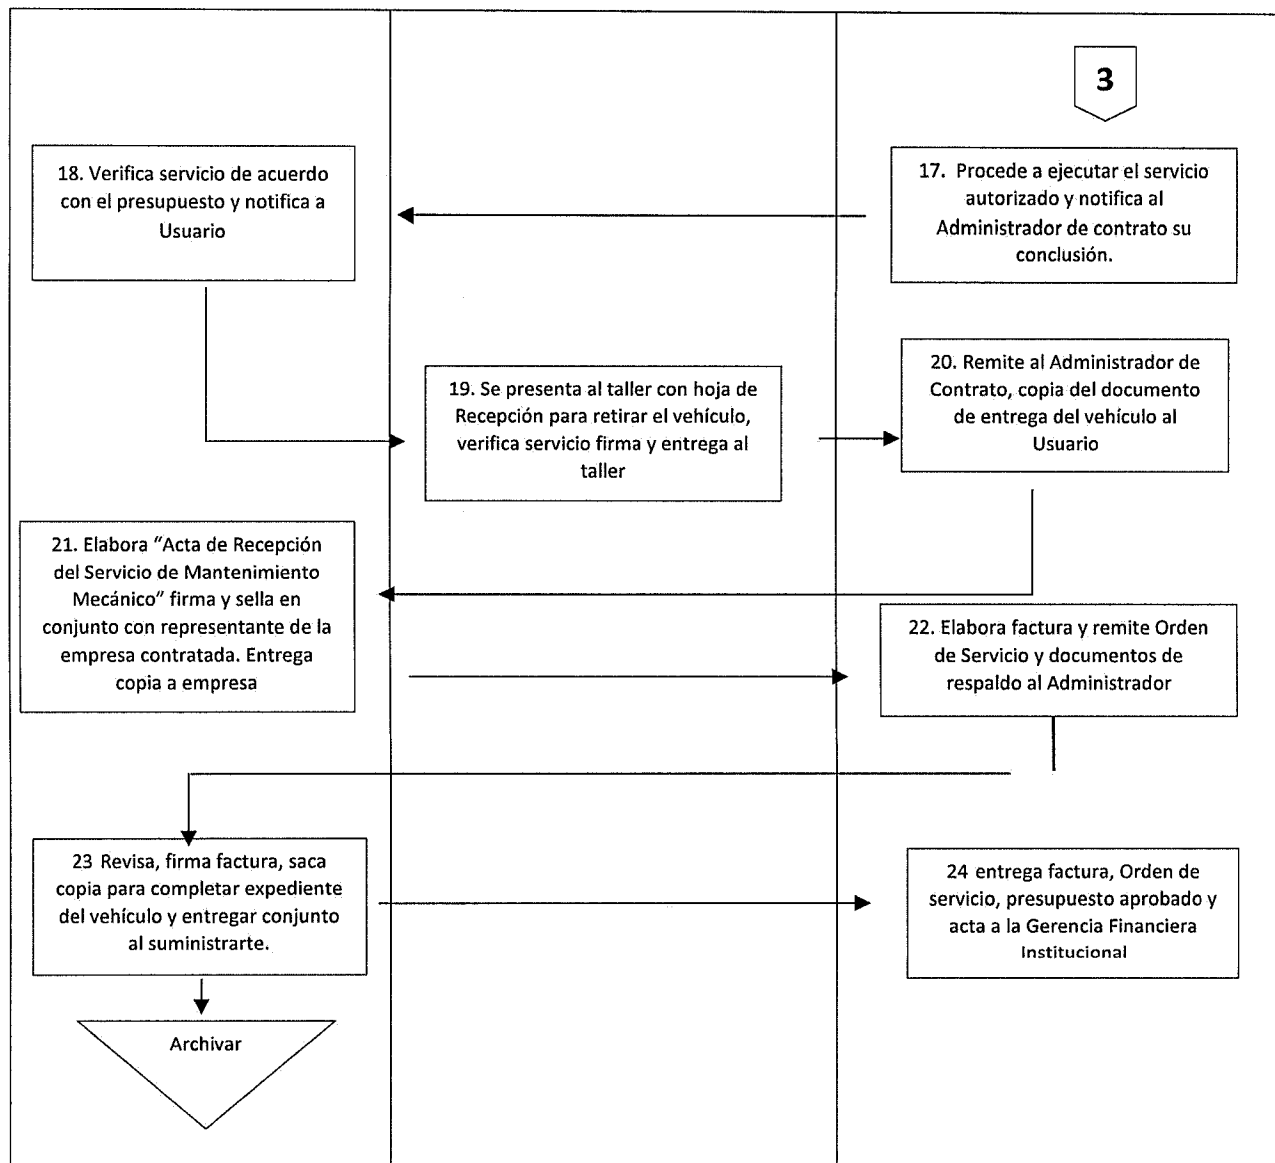 3
17. Procede a ejecutar el servicio
autorizado y notifica al
Administrador de contrato su
conclusión.
18. Verifica servicio de acuerdo
con el presupuesto y notifica a
Usuario
19. Se presenta al taller con hoja de
Recepción para retirar el vehículo,
verifica servicio firma y entrega al
taller
20. Remite al Administrador de
Contrato, copia del documento
de entrega del vehículo al
Usuario
21. Elabora "Acta de Recepción
del Servicio de Mantenimiento
Mecánico" firma y sella en
conjunto con representante de la
empresa contratada. Entrega
copia a empresa
22. Elabora factura y remite Orden
de Servicio y documentos de
respaldo al Administrador
23 Revisa, firma factura, saca
copia para completar expediente
del vehículo y entregar conjunto
al suministrarte.
24 entrega factura, Orden de
servicio, presupuesto aprobado y
acta a la Gerencia Financiera
Institucional
Archivar